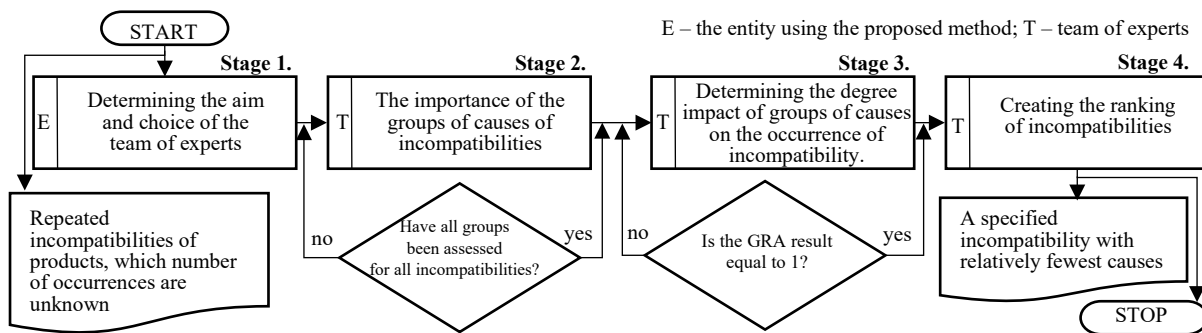 START
E – the entity using the proposed method; T – team of experts
Stage 1.
E
Determining the aim
and choice of the
team of experts
Stage 2.
T
The importance of the
groups of causes of
incompatibilities
Stage 3.
T
Determining the degree
impact of groups of causes
on the occurrence of
incompatibility.
Stage 4.
T
Creating the ranking
of incompatibilities
Repeated
incompatibilities of
products, which number
of occurrences are
unknown
no
Have all groups
been assessed
for all incompatibilities?
yes
no
Is the GRA result
equal to 1?
yes
A specified
incompatibility with
relatively fewest causes
STOP